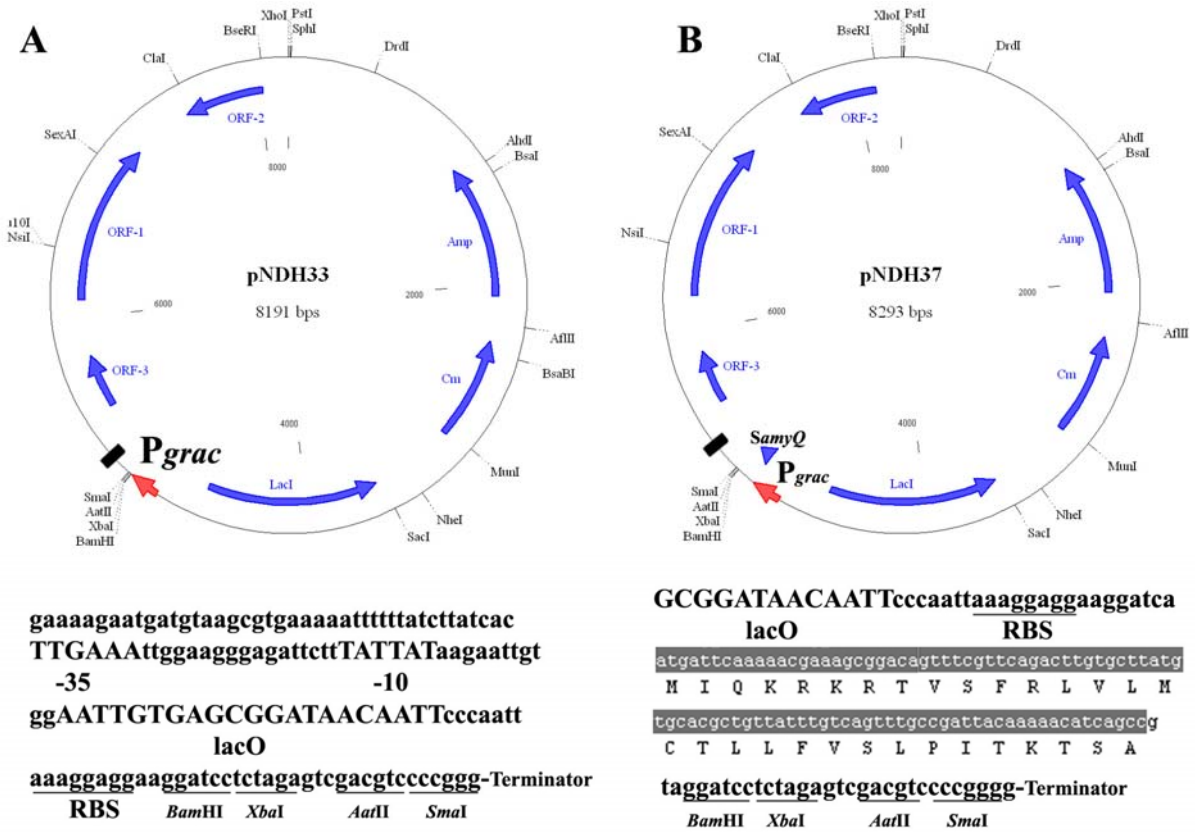 A
XhoI PstI
SphI
BseRI
DrdI
ClaI
ORF-2
8000
SexAI
AhdI
BsaI
ORF-1
Amp
I10I
NsiI
pNDH33
8191 bps
2000
6000
AflII
BsaBI
ORF-3
Cm
4000
Pgrac
LacI
MunI
SmaI
AatII
XbaI
BamHI
NheI
SacI
gaaaagaatgatgtaagcgtgaaaaattttttatcttatcac
TTGAAAttggaagggagattcttTATTATaagaattgt
-35 -10
ggAATTGTGAGCGGATAACAATTcccaatt
lacO
aaaggaggaaggatcctctagagtcgacgtccccggg-Terminator
RBS BamHI XbaI AatII SmaI
B
XhoI PstI
SphI
BseRI
DrdI
ClaI
ORF-2
8000
SexAI
AhdI
BsaI
ORF-1
Amp
NsiI
pNDH37
8293 bps
2000
6000
AflII
ORF-3
Cm
4000
SamyQ
Pgrac
LacI
MunI
SmaI
AatII
XbaI
BamHI
NheI
SacI
GCGGATAACAATTcccaattaaaggaggaaggatca
lacO RBS
atgattcaaaaacgaaagcggacagtttcgttcagacttgtgcttatg
M I Q K R K R T V S F R L V L M
tgcacgctgttatttgtcagtttgccgattacaaaaacatcagccg
C T L L F V S L P I T K T S A
taggatcctctagagtcgacgtccccgggg-Terminator
BamHI XbaI AatII SmaI